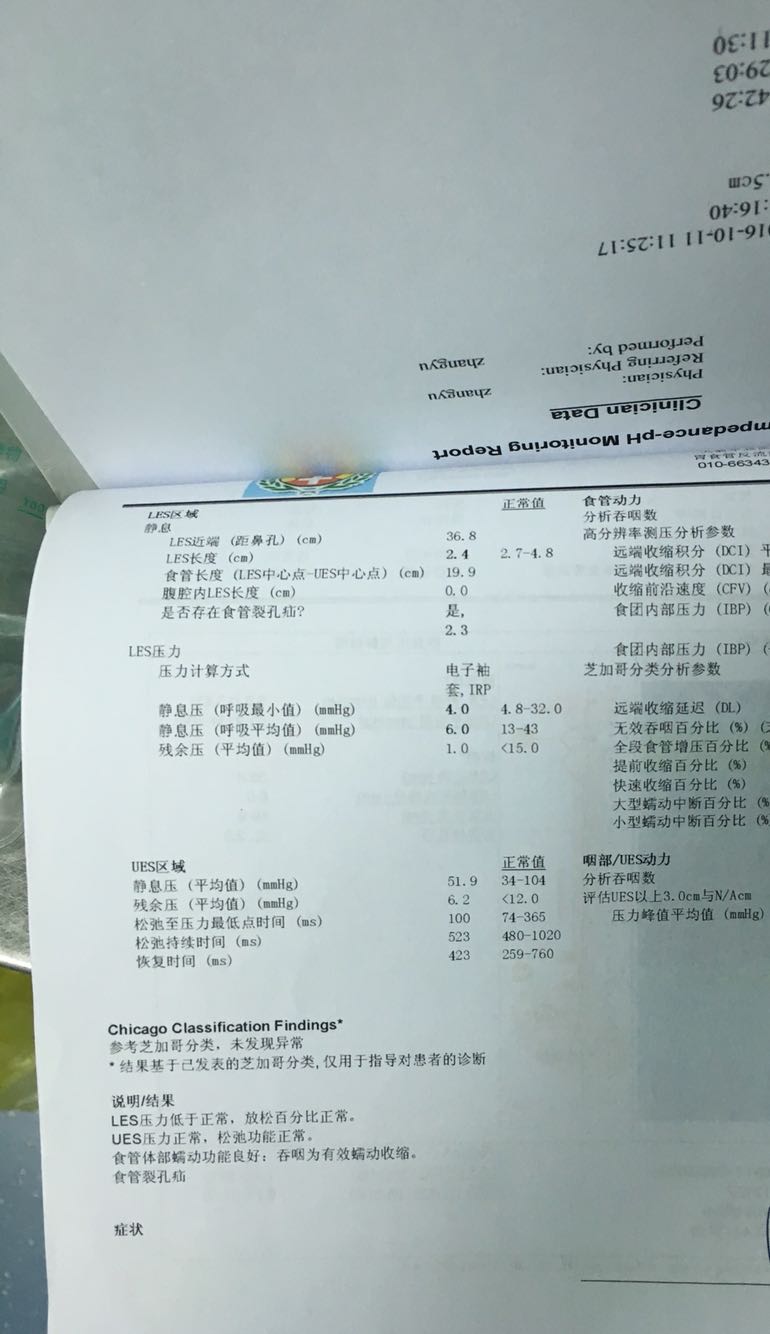 11:30
29:03
42:26
.5cm
:16:40
016-10-11 11:25:17
Performed by:
zhangyu
Referring Physician:
Physician:
zhangyu
Clinician Data
mpedance-pH Monitoring Report
010-66343
LES区域 正常值
静息
LES近端 (距鼻孔) (cm) 36.8
LES长度 (cm) 2.4 2.7-4.8
食管长度 (LES中心点-UES中心点) (cm) 19.9
腹腔内LES长度 (cm) 0.0
是否存在食管裂孔疝? 是,
2.3
LES压力
压力计算方式 电子袖
套, IRP
静息压 (呼吸最小值) (mmHg) 4.0 4.8-32.0
静息压 (呼吸平均值) (mmHg) 6.0 13-43
残余压 (平均值) (mmHg) 1.0 <15.0
食管动力
分析吞咽数
高分辨率测压分析参数
远端收缩积分 (DCI) 平
远端收缩积分 (DCI) 最
收缩前沿速度 (CFV) (
食团内部压力 (IBP) (
食团内部压力 (IBP) (
芝加哥分类分析参数
远端收缩延迟 (DL)
无效吞咽百分比 (%) (
全段食管增压百分比 (%
提前收缩百分比 (%)
快速收缩百分比 (%)
大型蠕动中断百分比 (%
小型蠕动中断百分比 (%
UES区域 正常值
静息压 (平均值) (mmHg) 51.9 34-104
残余压 (平均值) (mmHg) 6.2 <12.0
松弛至压力最低点时间 (ms) 100 74-365
松弛持续时间 (ms) 523 480-1020
恢复时间 (ms) 423 259-760
咽部/UES动力
分析吞咽数
评估UES以上3.0cm与N/Acm
压力峰值平均值 (mmHg)
Chicago Classification Findings*
参考芝加哥分类, 未发现异常
* 结果基于已发表的芝加哥分类, 仅用于指导对患者的诊断
说明/结果
LES压力低于正常, 放松百分比正常。
UES压力正常, 松弛功能正常。
食管体部蠕动功能良好: 吞咽为有效蠕动收缩。
食管裂孔疝
症状